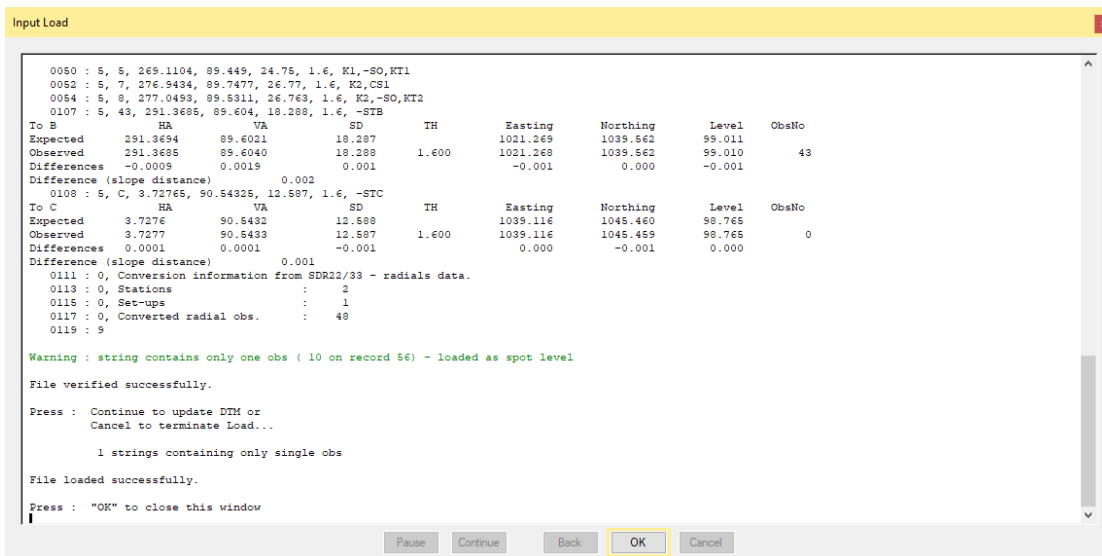 Input Load
0050 : 5, 5, 269.1104, 89.449, 24.75, 1.6, K1,-SO,KT1
0052 : 5, 7, 276.9434, 89.7477, 26.77, 1.6, K2,CS1
0054 : 5, 8, 277.0493, 89.5311, 26.763, 1.6, K2,-SO,KT2
0107 : 5, 43, 291.3685, 89.604, 18.288, 1.6, -STB
To B HA VA SD TH Easting Northing Level ObsNo
Expected 291.3694 89.6021 18.287 1021.269 1039.562 99.011
Observed 291.3685 89.6040 18.288 1.600 1021.268 1039.562 99.010 43
Differences -0.0009 0.0019 0.001 -0.001 0.000 -0.001
Difference (slope distance) 0.002
0108 : 5, C, 3.72765, 90.54325, 12.587, 1.6, -STC
To C HA VA SD TH Easting Northing Level ObsNo
Expected 3.7276 90.5432 12.588 1039.116 1045.460 98.765
Observed 3.7277 90.5433 12.587 1.600 1039.116 1045.459 98.765 0
Differences 0.0001 0.0001 -0.001 0.000 -0.001 0.000
Difference (slope distance) 0.001
0111 : 0, Conversion information from SDR22/33 - radials data.
0113 : 0, Stations : 2
0115 : 0, Set-ups : 1
0117 : 0, Converted radial obs. : 48
0119 : 9
Warning : string contains only one obs ( 10 on record 56) - loaded as spot level
File verified successfully.
Press : Continue to update DTM or
Cancel to terminate Load...
1 strings containing only single obs
File loaded successfully.
Press : "OK" to close this window
Pause Continue Back OK Cancel